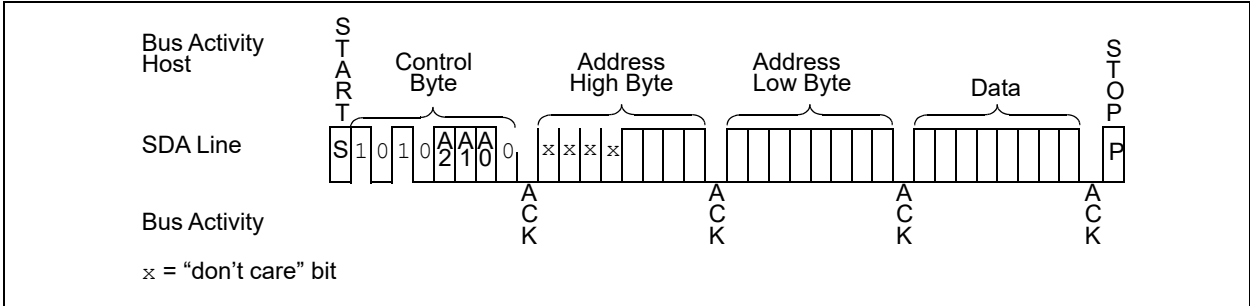 Bus Activity
Host
START
Control
Byte
Address
High Byte
Address
Low Byte
Data
STOP
SDA Line
S 1 0 1 0 A2 A1 A0 0 x x x x P
Bus Activity
ACK
ACK
ACK
ACK
x = “don’t care” bit